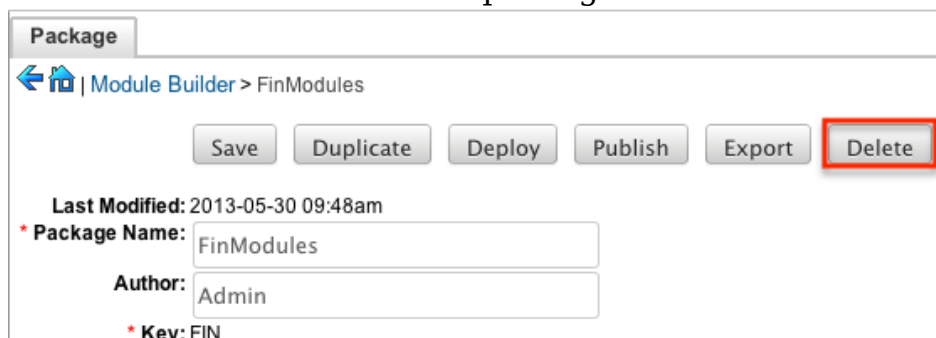 Package
| Module Builder > FinModules
Save Duplicate Deploy Publish Export Delete
Last Modified: 2013-05-30 09:48am
* Package Name: FinModules
Author: Admin
* Key: FIN